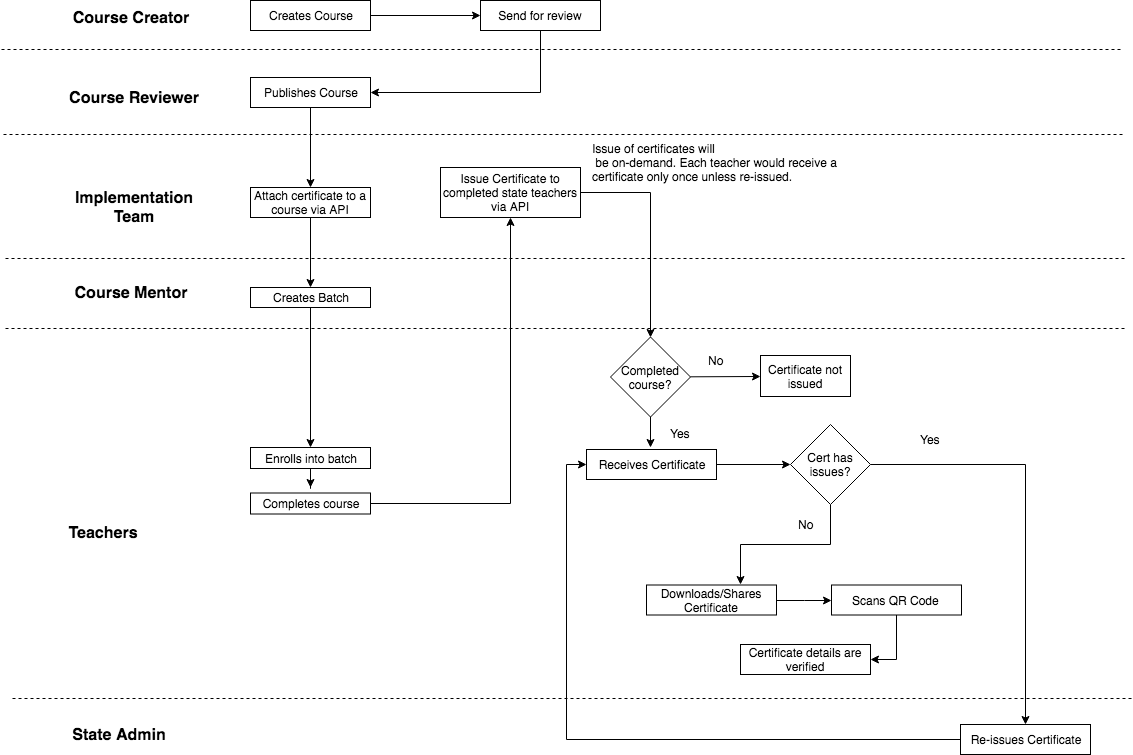 Course Creator
Creates Course
Send for review
Course Reviewer
Publishes Course
Implementation
Team
Attach certificate to a
course via API
Issue Certificate to
completed state teachers
via API
Issue of certificates will
be on-demand. Each teacher would receive a
certificate only once unless re-issued.
Course Mentor
Creates Batch
Teachers
Enrolls into batch
Completes course
Completed
course?
No
Certificate not
issued
Yes
Receives Certificate
Cert has
issues?
Yes
No
Downloads/Shares
Certificate
Scans QR Code
Certificate details are
verified
State Admin
Re-issues Certificate